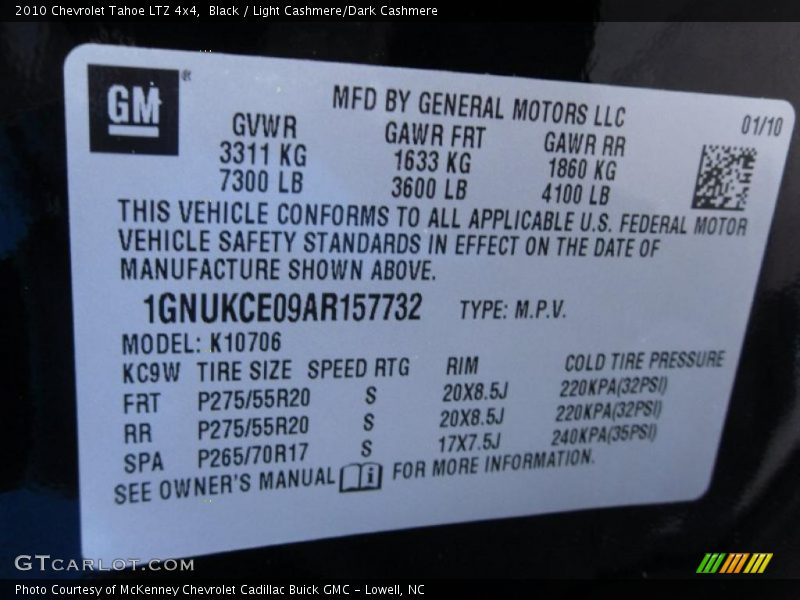 2010 Chevrolet Tahoe LTZ 4x4, Black / Light Cashmere/Dark Cashmere
GM®
MFD BY GENERAL MOTORS LLC
01/10
GVWR GAWR FRT GAWR RR
3311 KG 1633 KG 1860 KG
7300 LB 3600 LB 4100 LB
THIS VEHICLE CONFORMS TO ALL APPLICABLE U.S. FEDERAL MOTOR
VEHICLE SAFETY STANDARDS IN EFFECT ON THE DATE OF
MANUFACTURE SHOWN ABOVE.
1GNUKCE09AR157732 TYPE: M.P.V.
MODEL: K10706
KC9W TIRE SIZE SPEED RTG RIM COLD TIRE PRESSURE
FRT P275/55R20 S 20X8.5J 220KPA(32PSI)
RR P275/55R20 S 20X8.5J 220KPA(32PSI)
SPA P265/70R17 S 17X7.5J 240KPA(35PSI)
SEE OWNER'S MANUAL i FOR MORE INFORMATION.
GTCARLOT.COM
Photo Courtesy of McKenney Chevrolet Cadillac Buick GMC - Lowell, NC